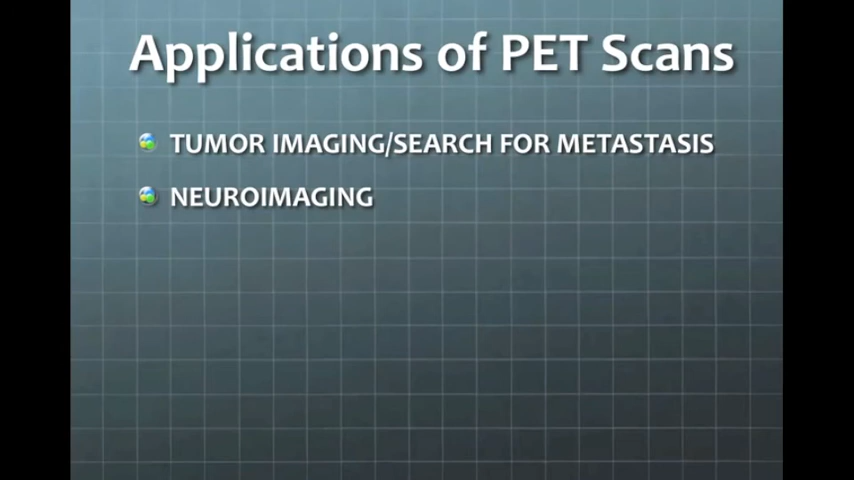 Applications of PET Scans
TUMOR IMAGING/SEARCH FOR METASTASIS
NEUROIMAGING